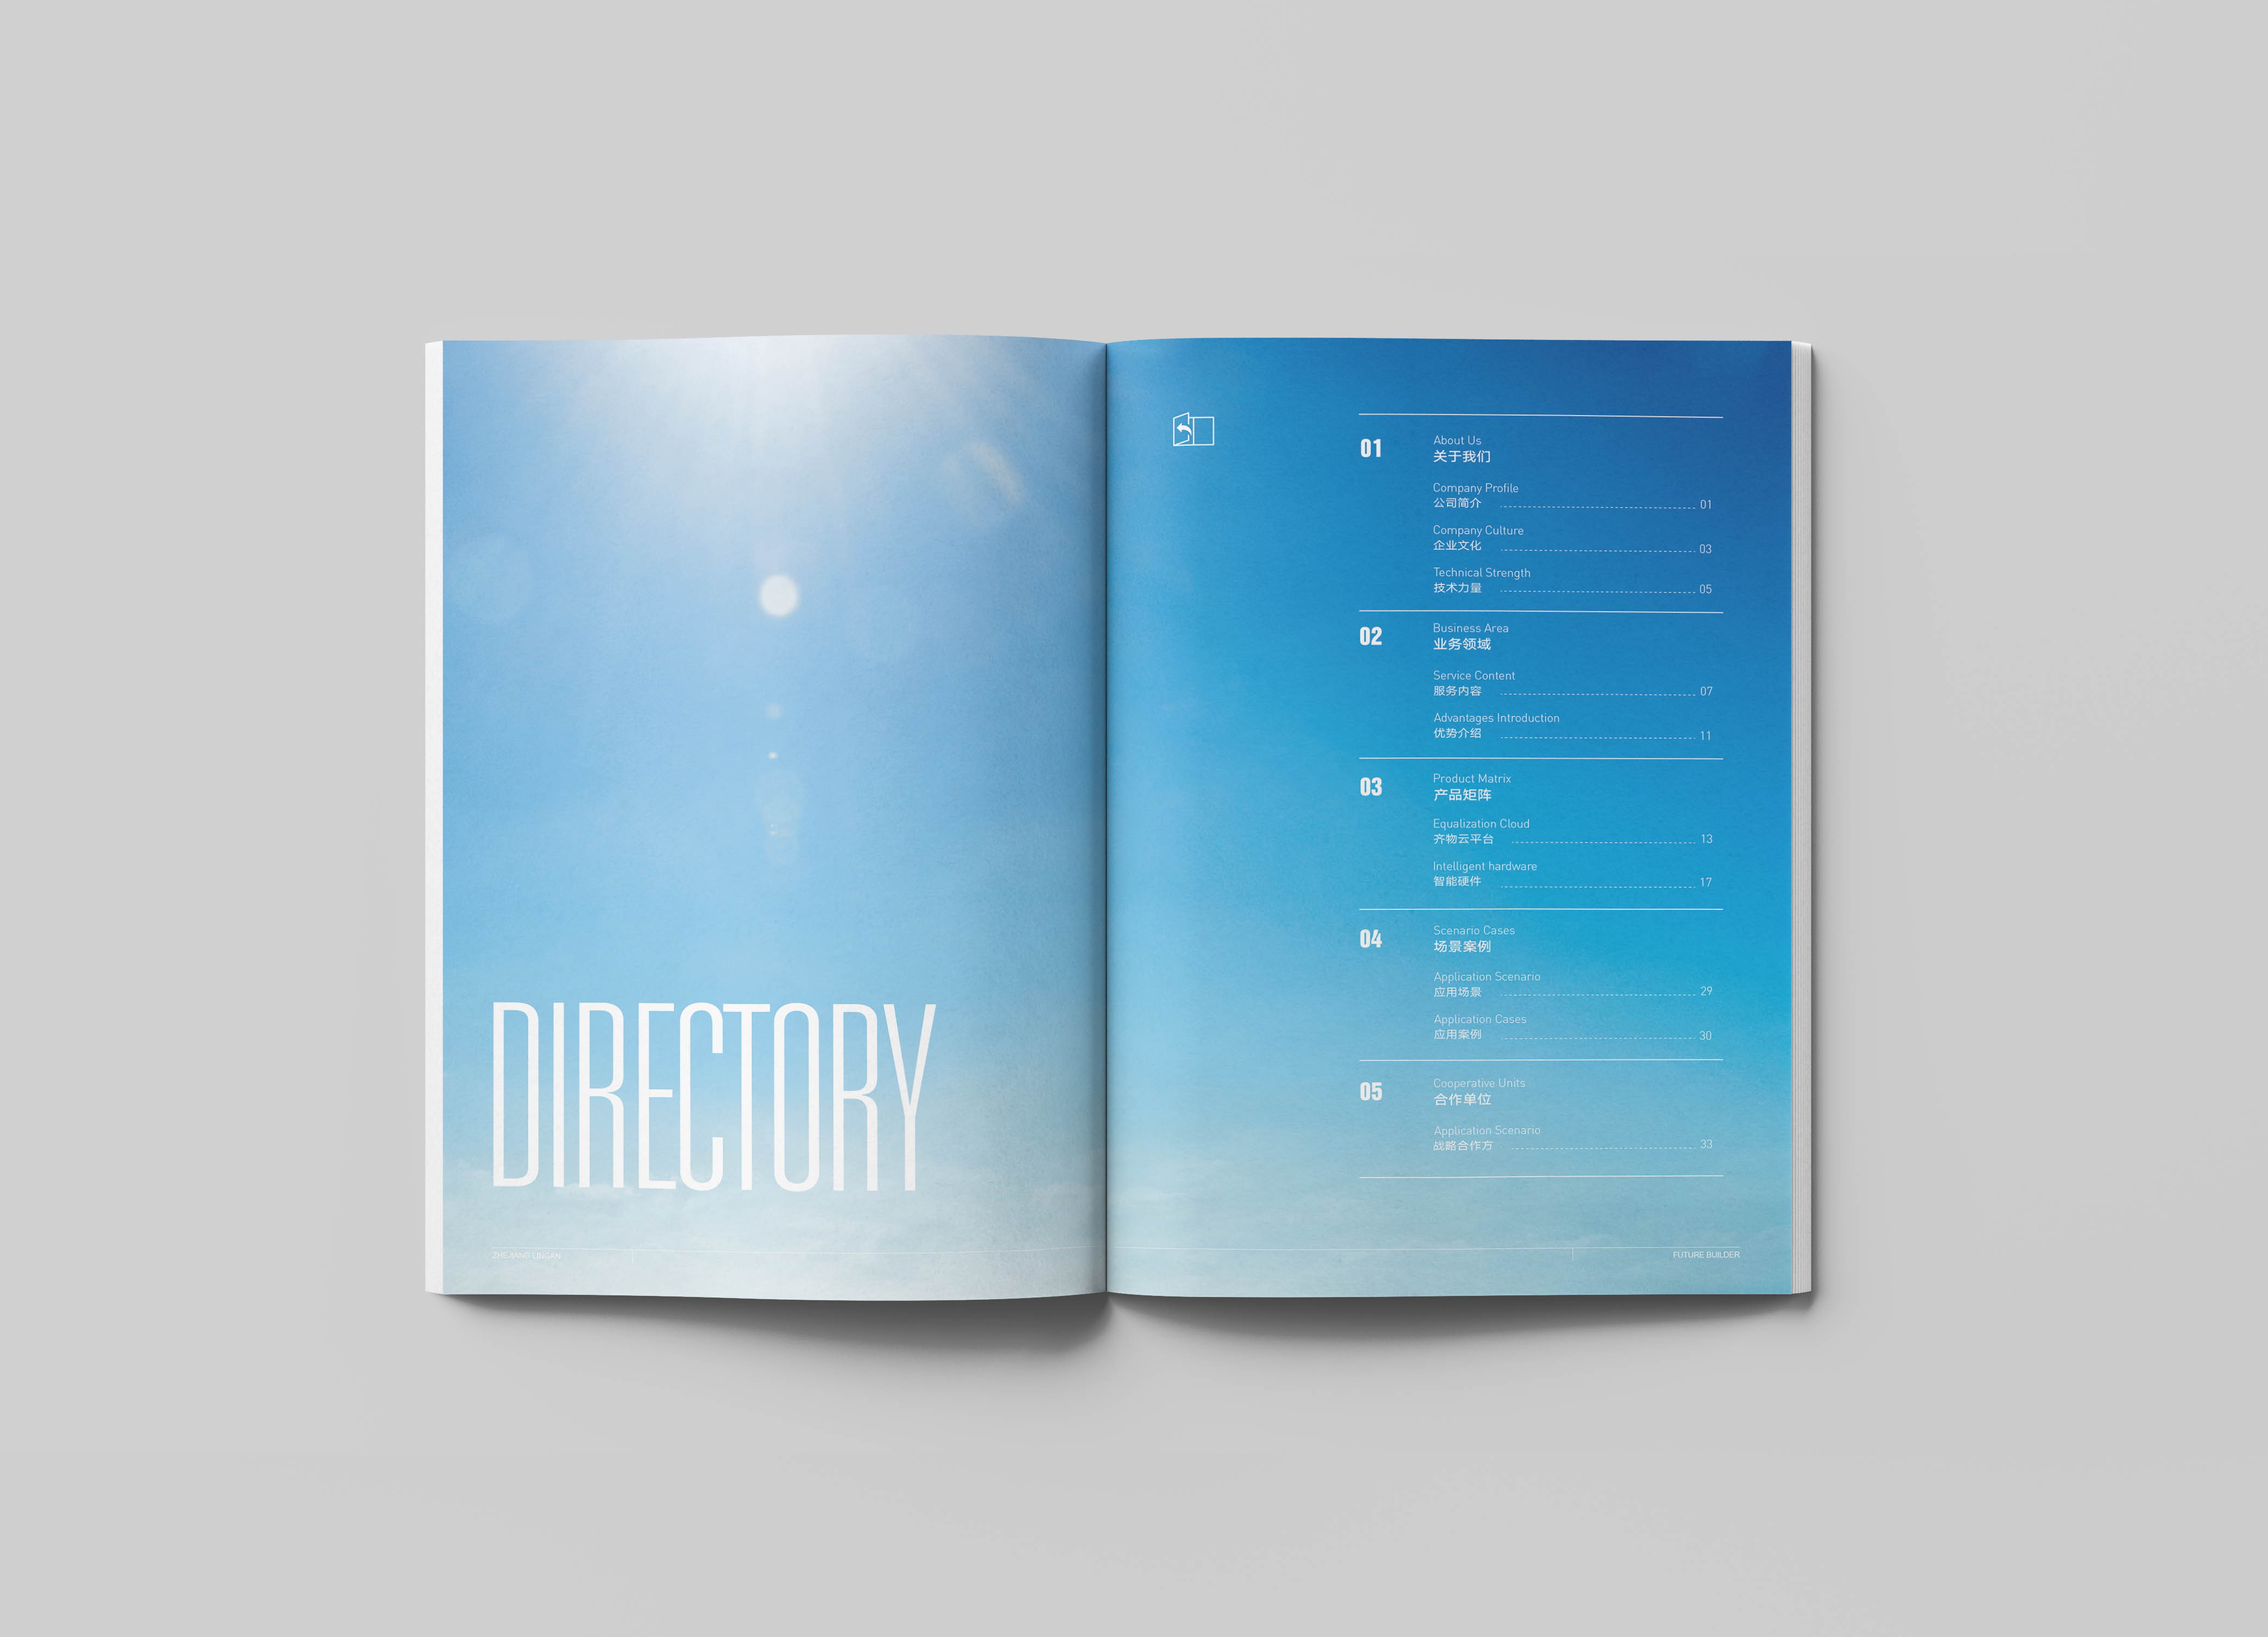 DIRECTORY
ZHEJIANG LINGAN
01
About Us
关于我们
Company Profile
公司简介 01
Company Culture
企业文化 03
Technical Strength
技术力量 05
02
Business Area
业务领域
Service Content
服务内容 07
Advantages Introduction
优势介绍 11
03
Product Matrix
产品矩阵
Equalization Cloud
齐物云平台 13
Intelligent hardware
智能硬件 17
04
Scenario Cases
场景案例
Application Scenario
应用场景 29
Application Cases
应用案例 30
05
Cooperative Units
合作单位
Application Scenario
战略合作方 33
FUTURE BUILDER